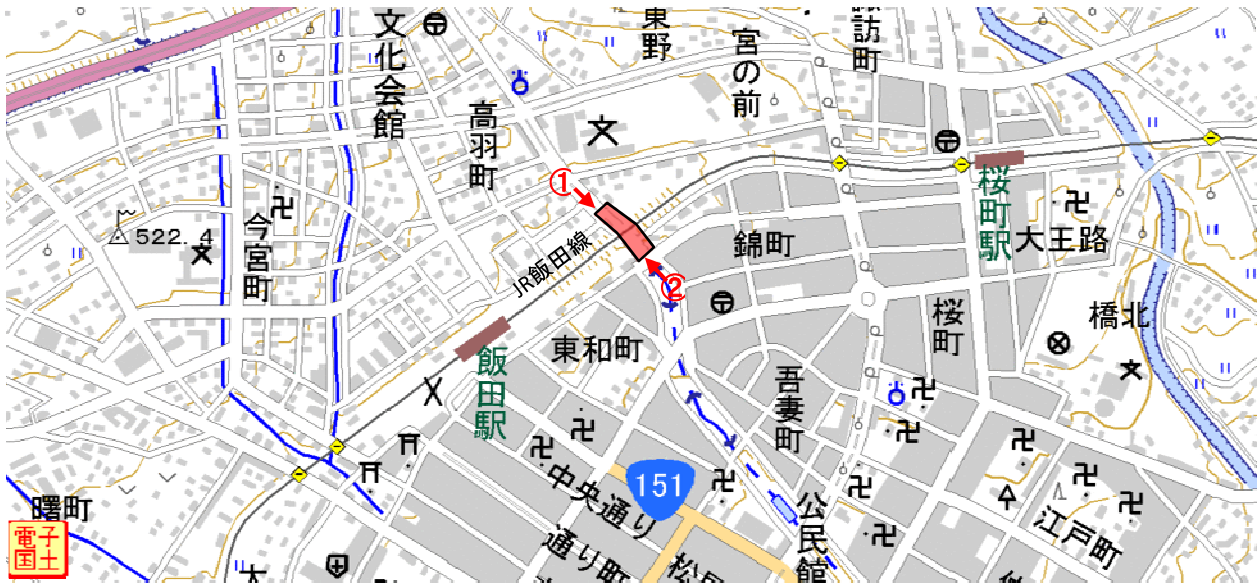 文化会館
東野
宮の前
諏訪町
高羽町
①
今宮町
522.4
JR飯田線
錦町
桜町駅
大王路
②
桜町
橋北
飯田駅
東和町
吾妻町
151
中央通り
公民館
曙町
通り町
江戸町
電子国土